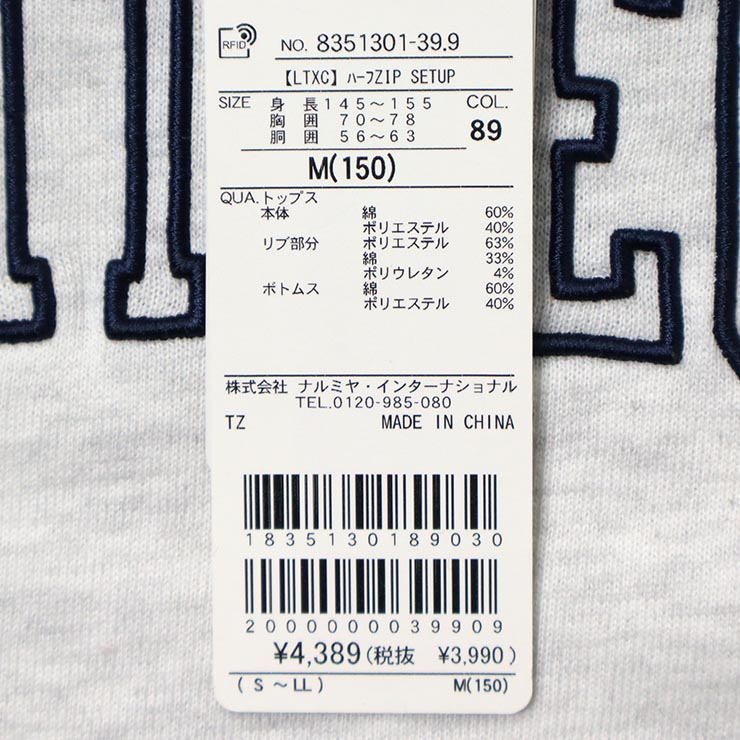 RFID NO. 8351301-39.9
【LTXC】ﾊｰﾌZIP SETUP
SIZE 身 長 145～155 COL.
胸 囲 70～78 89
胴 囲 56～63
M(150)
QUA.トップス
本体 綿 60%
ポリエステル 40%
リブ部分 ポリエステル 63%
綿 33%
ポリウレタン 4%
ボトムス 綿 60%
ポリエステル 40%
株式会社 ナルミヤ・インターナショナル
TEL.0120-985-080
TZ MADE IN CHINA
1835130189030
2000000039909
¥4,389(税抜 ¥3,990)
(S～LL) M(150)